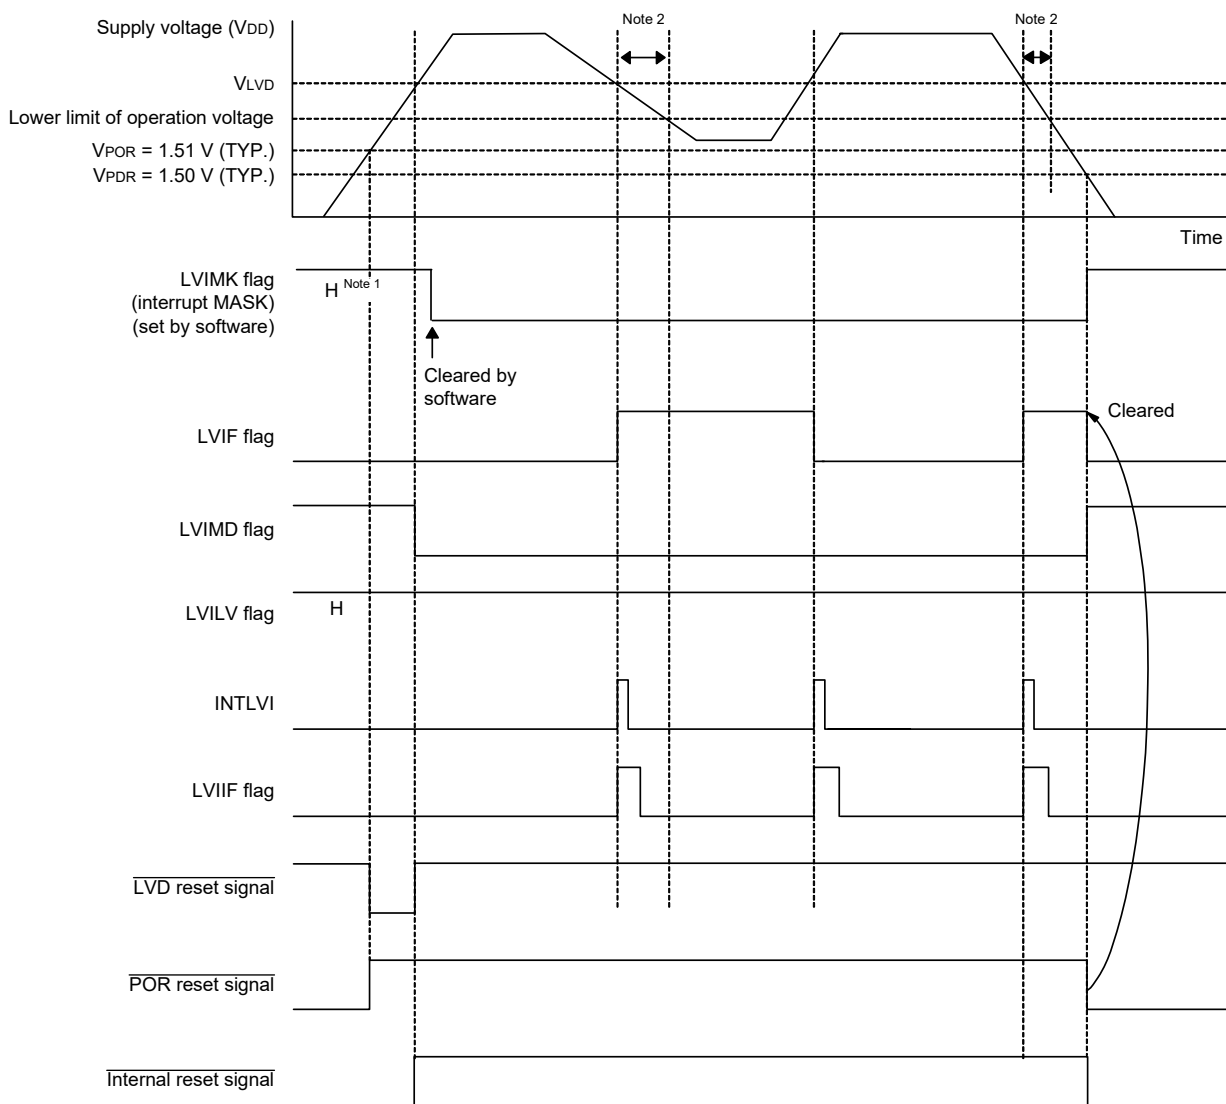 Note 2
Note 2
Supply voltage (VDD)
VLVD
Lower limit of operation voltage
VPOR = 1.51 V (TYP.)
VPDR = 1.50 V (TYP.)
Time
LVIMK flag
(interrupt MASK)
(set by software)
H Note 1
Cleared by
software
Cleared
LVIF flag
LVIMD flag
LVILV flag
H
INTLVI
LVIIF flag
LVD reset signal
POR reset signal
Internal reset signal